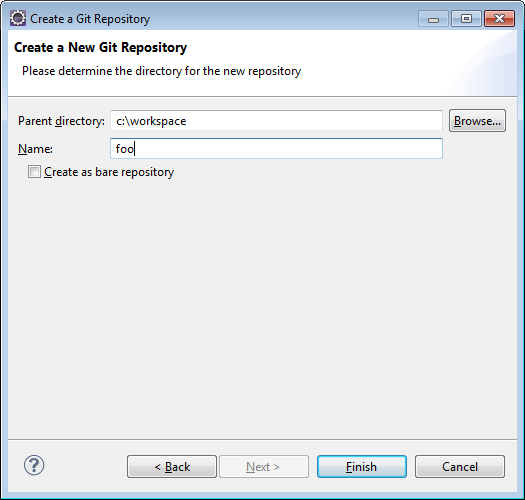 Create a Git Repository
Create a New Git Repository
Please determine the directory for the new repository
Parent directory: c:\workspace Browse...
Name: foo
Create as bare repository
? < Back Next > Finish Cancel